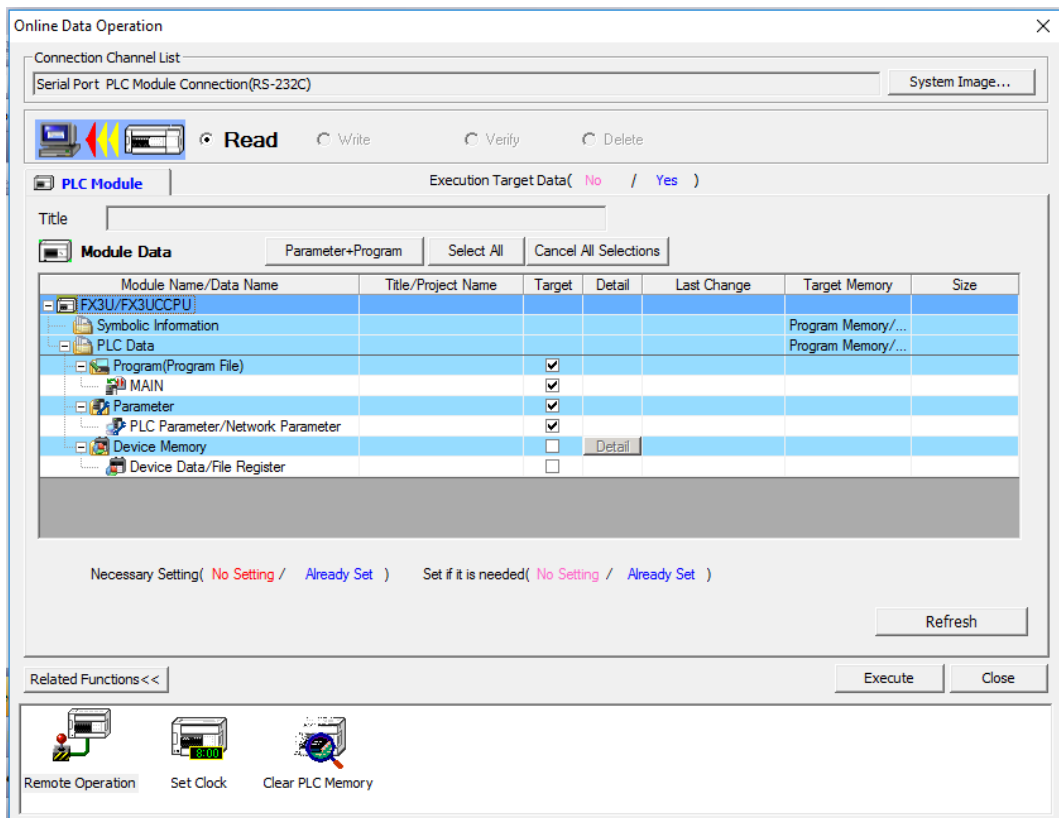 Online Data Operation
Connection Channel List
Serial Port PLC Module Connection(RS-232C)
System Image...
Read Write Verify Delete
PLC Module
Execution Target Data( No / Yes )
Title
Module Data
Parameter+Program
Select All
Cancel All Selections
Module Name/Data Name Title/Project Name Target Detail Last Change Target Memory Size
FX3U/FX3UCCPU
Symbolic Information Program Memory/...
PLC Data Program Memory/...
Program(Program File)
MAIN
Parameter
PLC Parameter/Network Parameter
Device Memory Detail
Device Data/File Register
Necessary Setting( No Setting / Already Set ) Set if it is needed( No Setting / Already Set )
Refresh
Related Functions<<
Execute
Close
8:00
Remote Operation Set Clock Clear PLC Memory